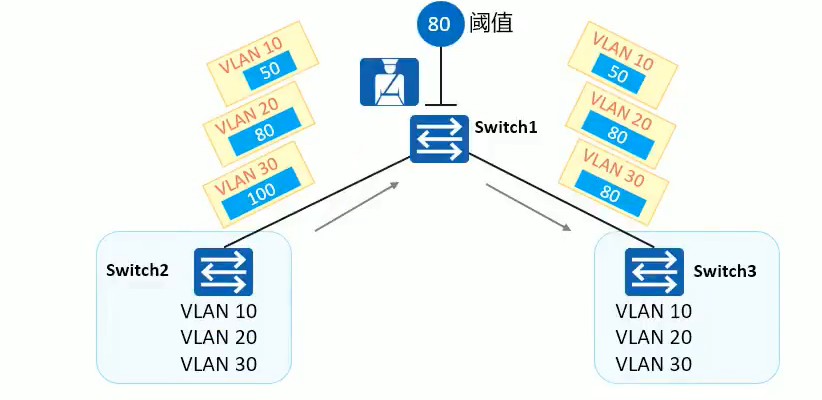 80 阈值
VLAN 10
50
VLAN 20
80
VLAN 30
100
Switch1
VLAN 10
50
VLAN 20
80
VLAN 30
80
Switch2
VLAN 10
VLAN 20
VLAN 30
Switch3
VLAN 10
VLAN 20
VLAN 30